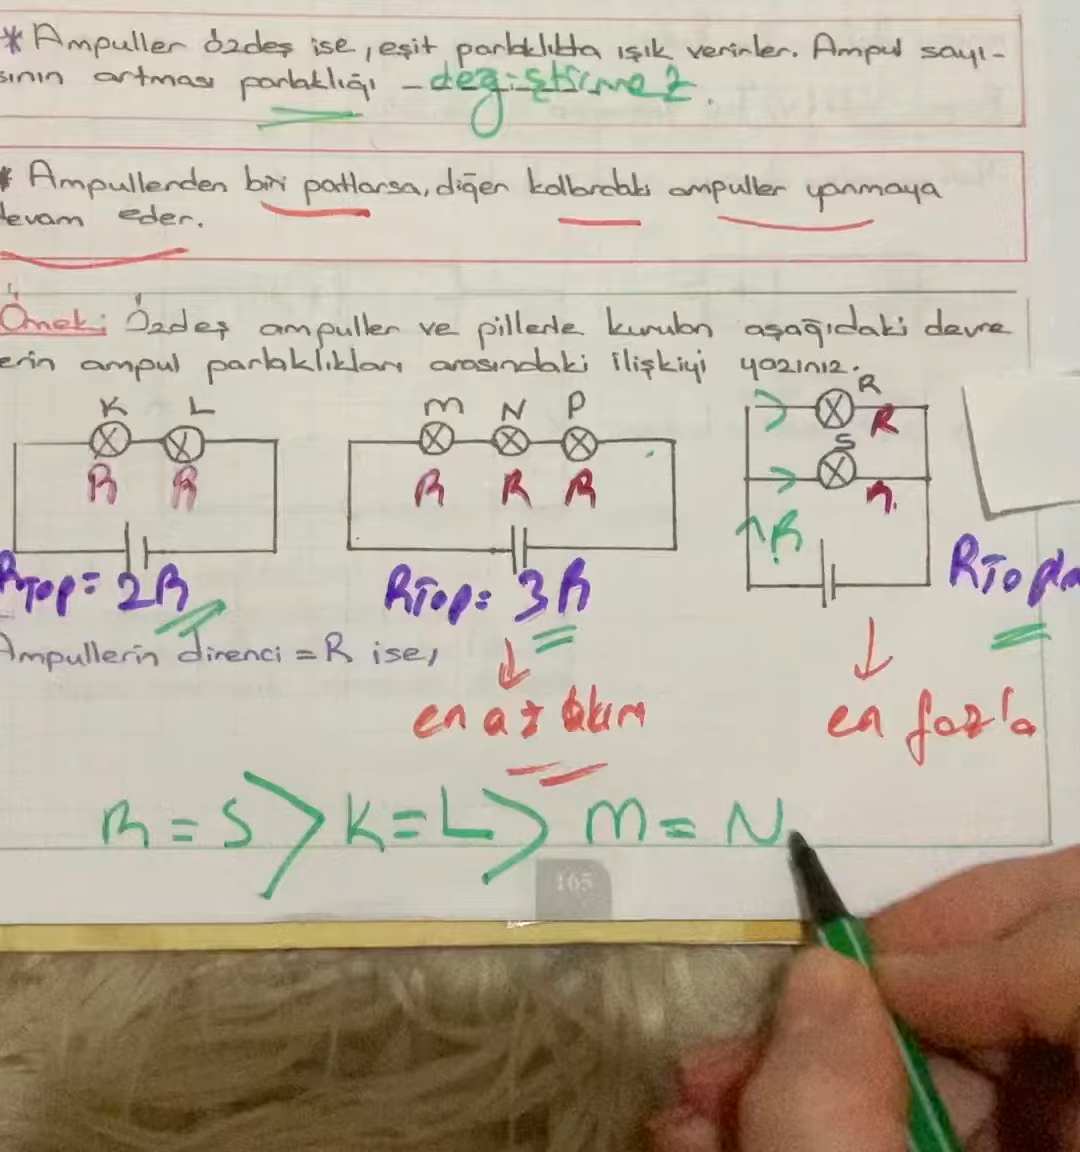 * Ampuller özdeş ise, eşit parlaklıkta ışık verirler. Ampul sayı-
sının artması parlaklığı - değiştirmez.
* Ampullerden biri patlarsa, diğer kollardaki ampuller yanmaya
devam eder.
Örnek: Özdeş ampuller ve pillerle kurulan aşağıdaki devre
erin ampul parlaklıkları arasındaki ilişkiyi yazınız.
K L M N P R
R R R R R R
S
R
R
RTop= 2R RTop= 3R RTopla
Ampullerin direnci = R ise,
en az akım en fazla
R = S > K = L > M = N
165